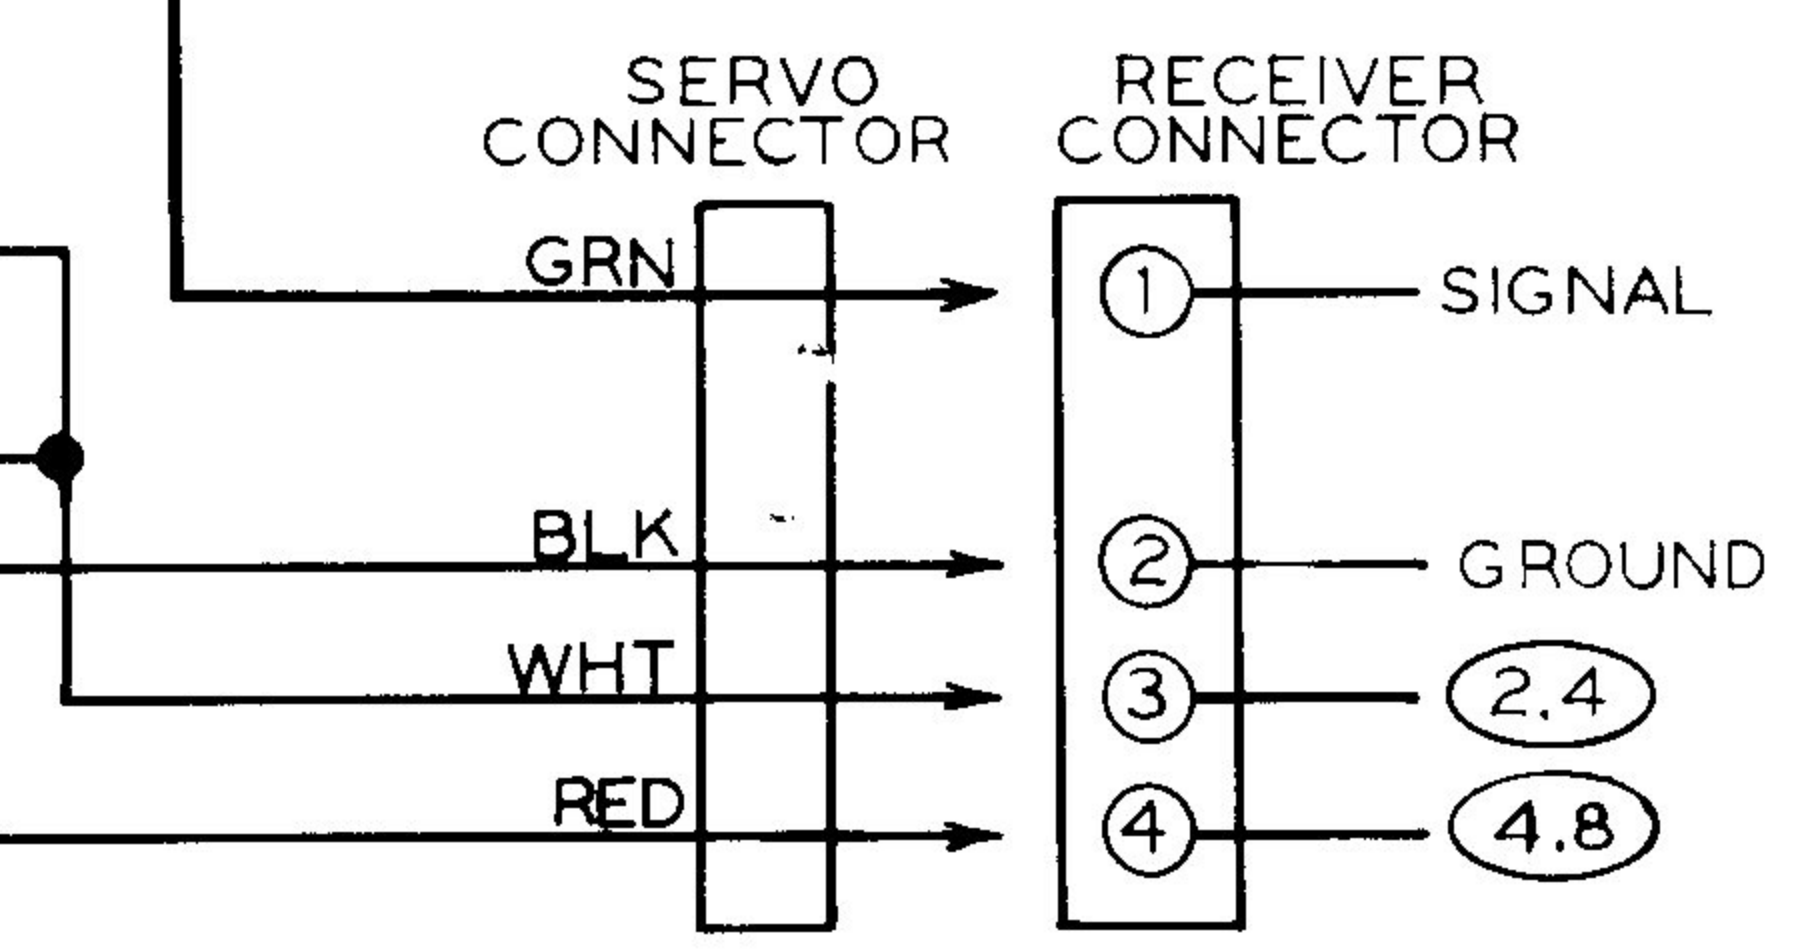 SERVO
CONNECTOR
RECEIVER
CONNECTOR
GRN
1
SIGNAL
BLK
2
GROUND
WHT
3
2.4
RED
4
4.8